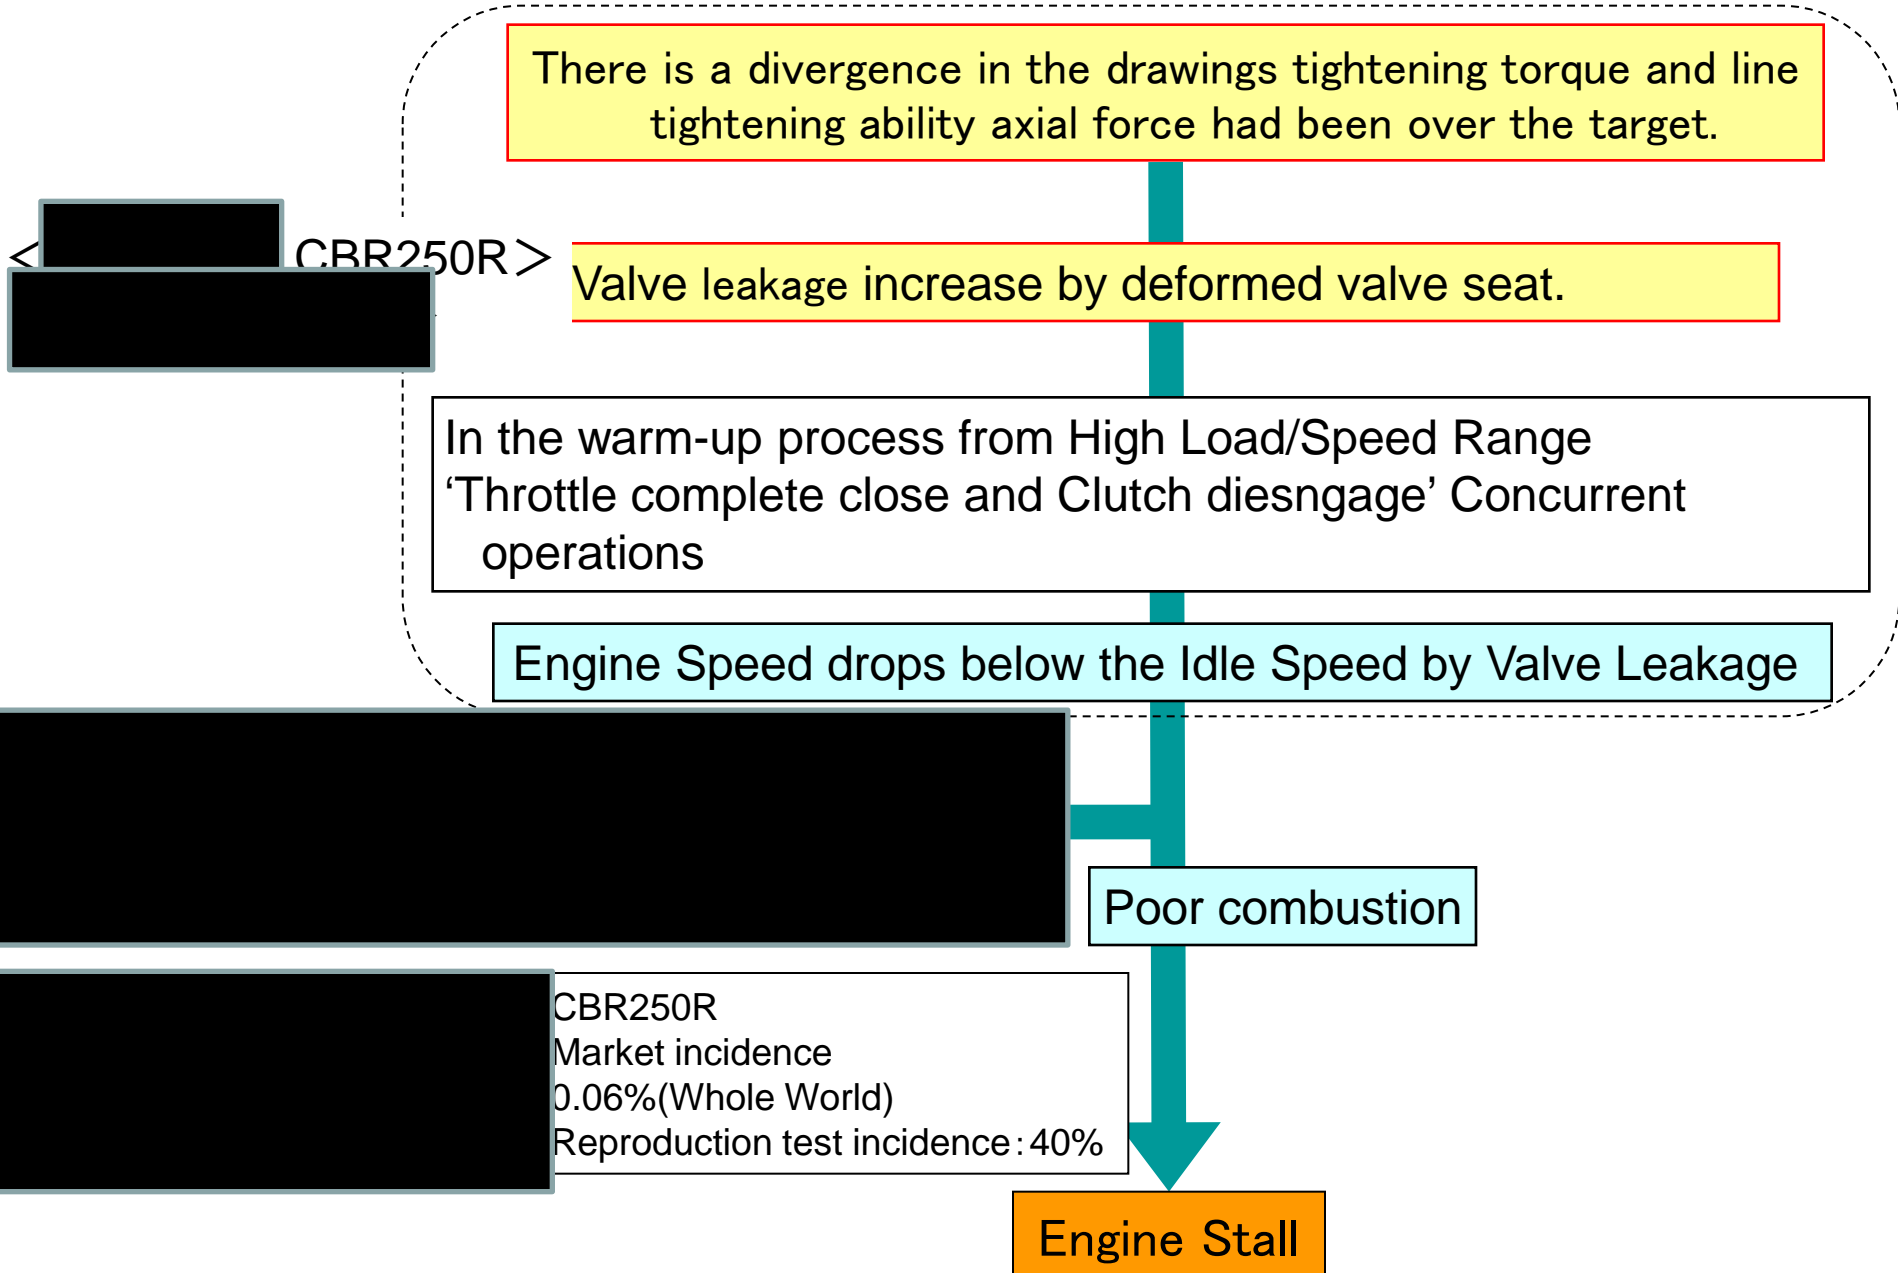 There is a divergence in the drawings tightening torque and line
tightening ability axial force had been over the target.
< CBR250R＞
Valve leakage increase by deformed valve seat.
In the warm-up process from High Load/Speed Range
‘Throttle complete close and Clutch diesngage’ Concurrent
operations
Engine Speed drops below the Idle Speed by Valve Leakage
Poor combustion
CBR250R
Market incidence
0.06%(Whole World)
Reproduction test incidence：40%
Engine Stall